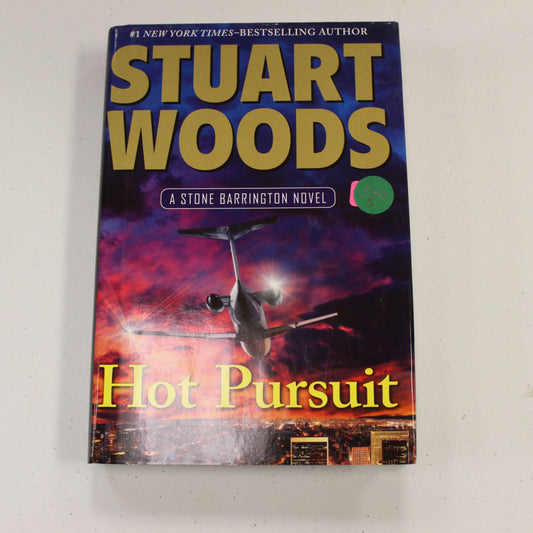 #1 NEW YORK TIMES–BESTSELLING AUTHOR
STUART
WOODS
A STONE BARRINGTON NOVEL
Hot Pursuit